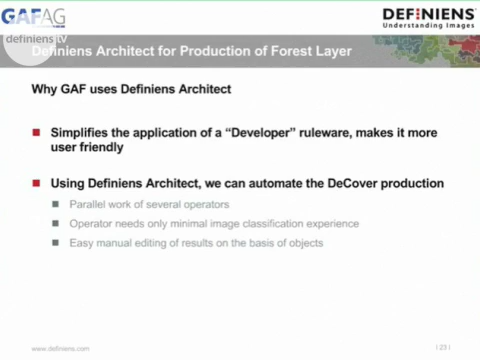 GAFAG
DEFINIENS
Understanding Images
definiens tv
Definiens Architect for Production of Forest Layer
Why GAF uses Definiens Architect
Simplifies the application of a “Developer” ruleware, makes it more
user friendly
Using Definiens Architect, we can automate the DeCover production
Parallel work of several operators
Operator needs only minimal image classification experience
Easy manual editing of results on the basis of objects
www.definiens.com
| 23 |